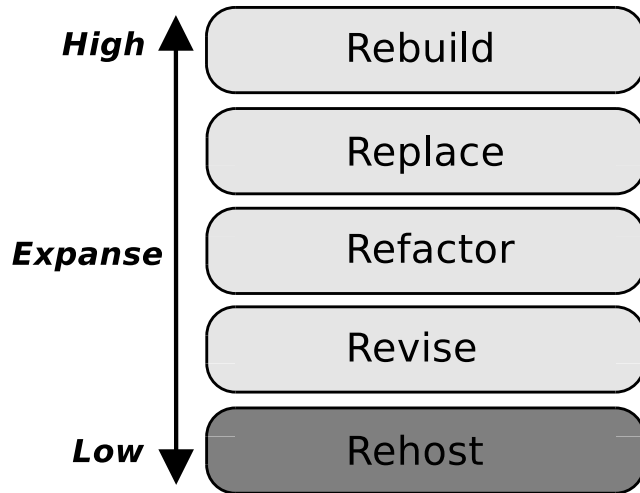 High
Rebuild
Replace
Expanse
Refactor
Revise
Low
Rehost